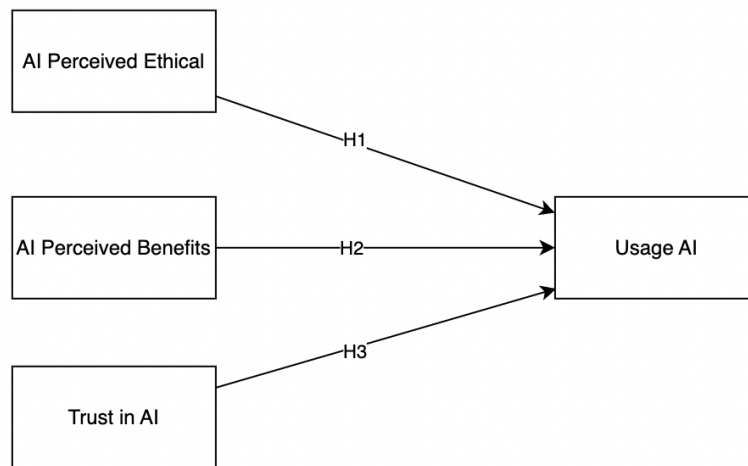 AI Perceived Ethical
H1
AI Perceived Benefits
H2
Usage AI
H3
Trust in AI